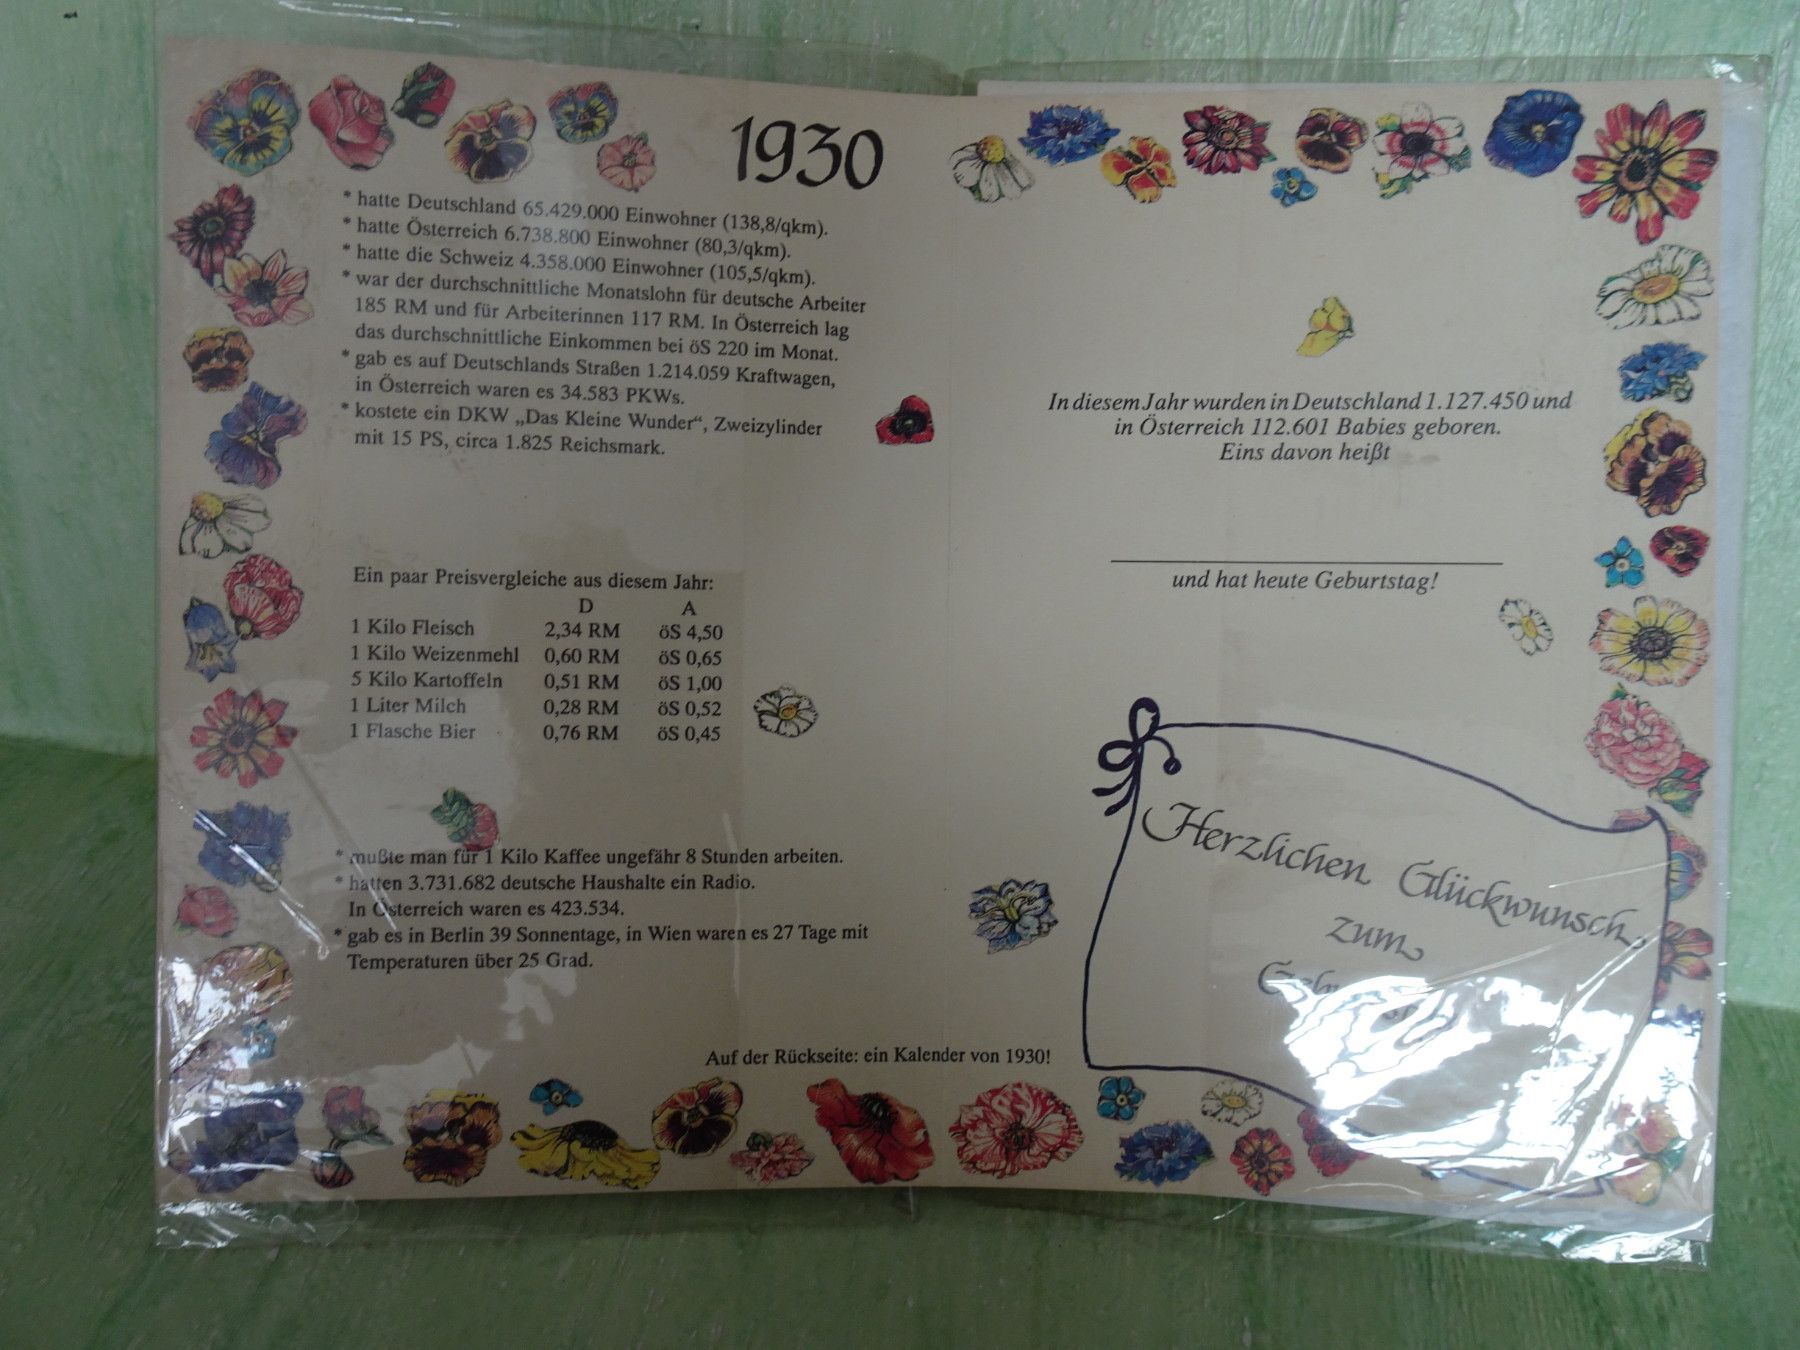 1930
* hatte Deutschland 65.429.000 Einwohner (138,8/qkm).
* hatte Österreich 6.738.800 Einwohner (80,3/qkm).
* hatte die Schweiz 4.358.000 Einwohner (105,5/qkm).
* war der durchschnittliche Monatslohn für deutsche Arbeiter
185 RM und für Arbeiterinnen 117 RM. In Österreich lag
das durchschnittliche Einkommen bei öS 220 im Monat.
* gab es auf Deutschlands Straßen 1.214.059 Kraftwagen,
in Österreich waren es 34.583 PKWs.
* kostete ein DKW „Das Kleine Wunder“, Zweizylinder
mit 15 PS, circa 1.825 Reichsmark.
Ein paar Preisvergleiche aus diesem Jahr:
D A
1 Kilo Fleisch 2,34 RM öS 4,50
1 Kilo Weizenmehl 0,60 RM öS 0,65
5 Kilo Kartoffeln 0,51 RM öS 1,00
1 Liter Milch 0,28 RM öS 0,52
1 Flasche Bier 0,76 RM öS 0,45
* mußte man für 1 Kilo Kaffee ungefähr 8 Stunden arbeiten.
* hatten 3.731.682 deutsche Haushalte ein Radio.
In Österreich waren es 423.534.
* gab es in Berlin 39 Sonnentage, in Wien waren es 27 Tage mit
Temperaturen über 25 Grad.
Auf der Rückseite: ein Kalender von 1930!
In diesem Jahr wurden in Deutschland 1.127.450 und
in Österreich 112.601 Babies geboren.
Eins davon heißt
und hat heute Geburtstag!
Herzlichen Glückwunsch
zum